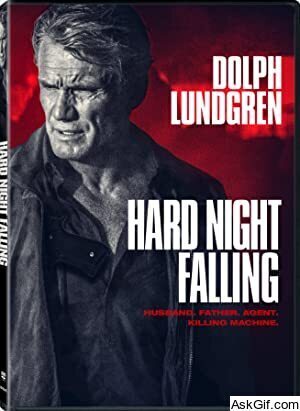 DOLPH
LUNDGREN
HARD NIGHT
FALLING
HUSBAND. FATHER. AGENT.
KILLING MACHINE.
HARD NIGHT FALLING
AskGif.com